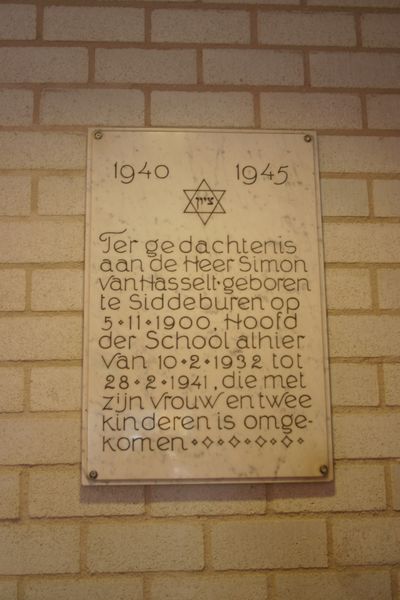 1940 1945
ציון
Ter gedachtenis
aan de Heer Simon
van Hasselt·geboren
te Siddeburen op
5·11·1900, Hoofd
der School alhier
van 10·2·1932 tot
28·2·1941, die met
zijn vrouw en twee
kinderen is omge-
komen